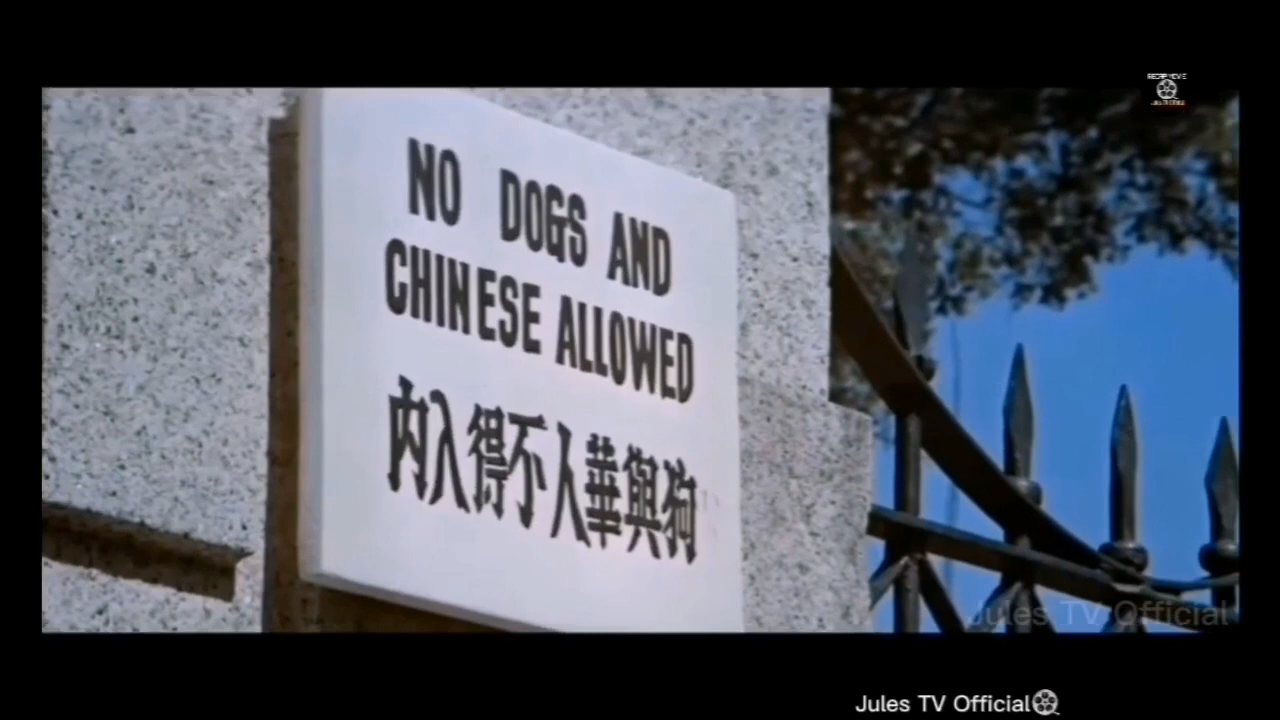 NO DOGS AND
CHINESE ALLOWED
狗與華人不得入內
Jules TV Official
Jules TV Official